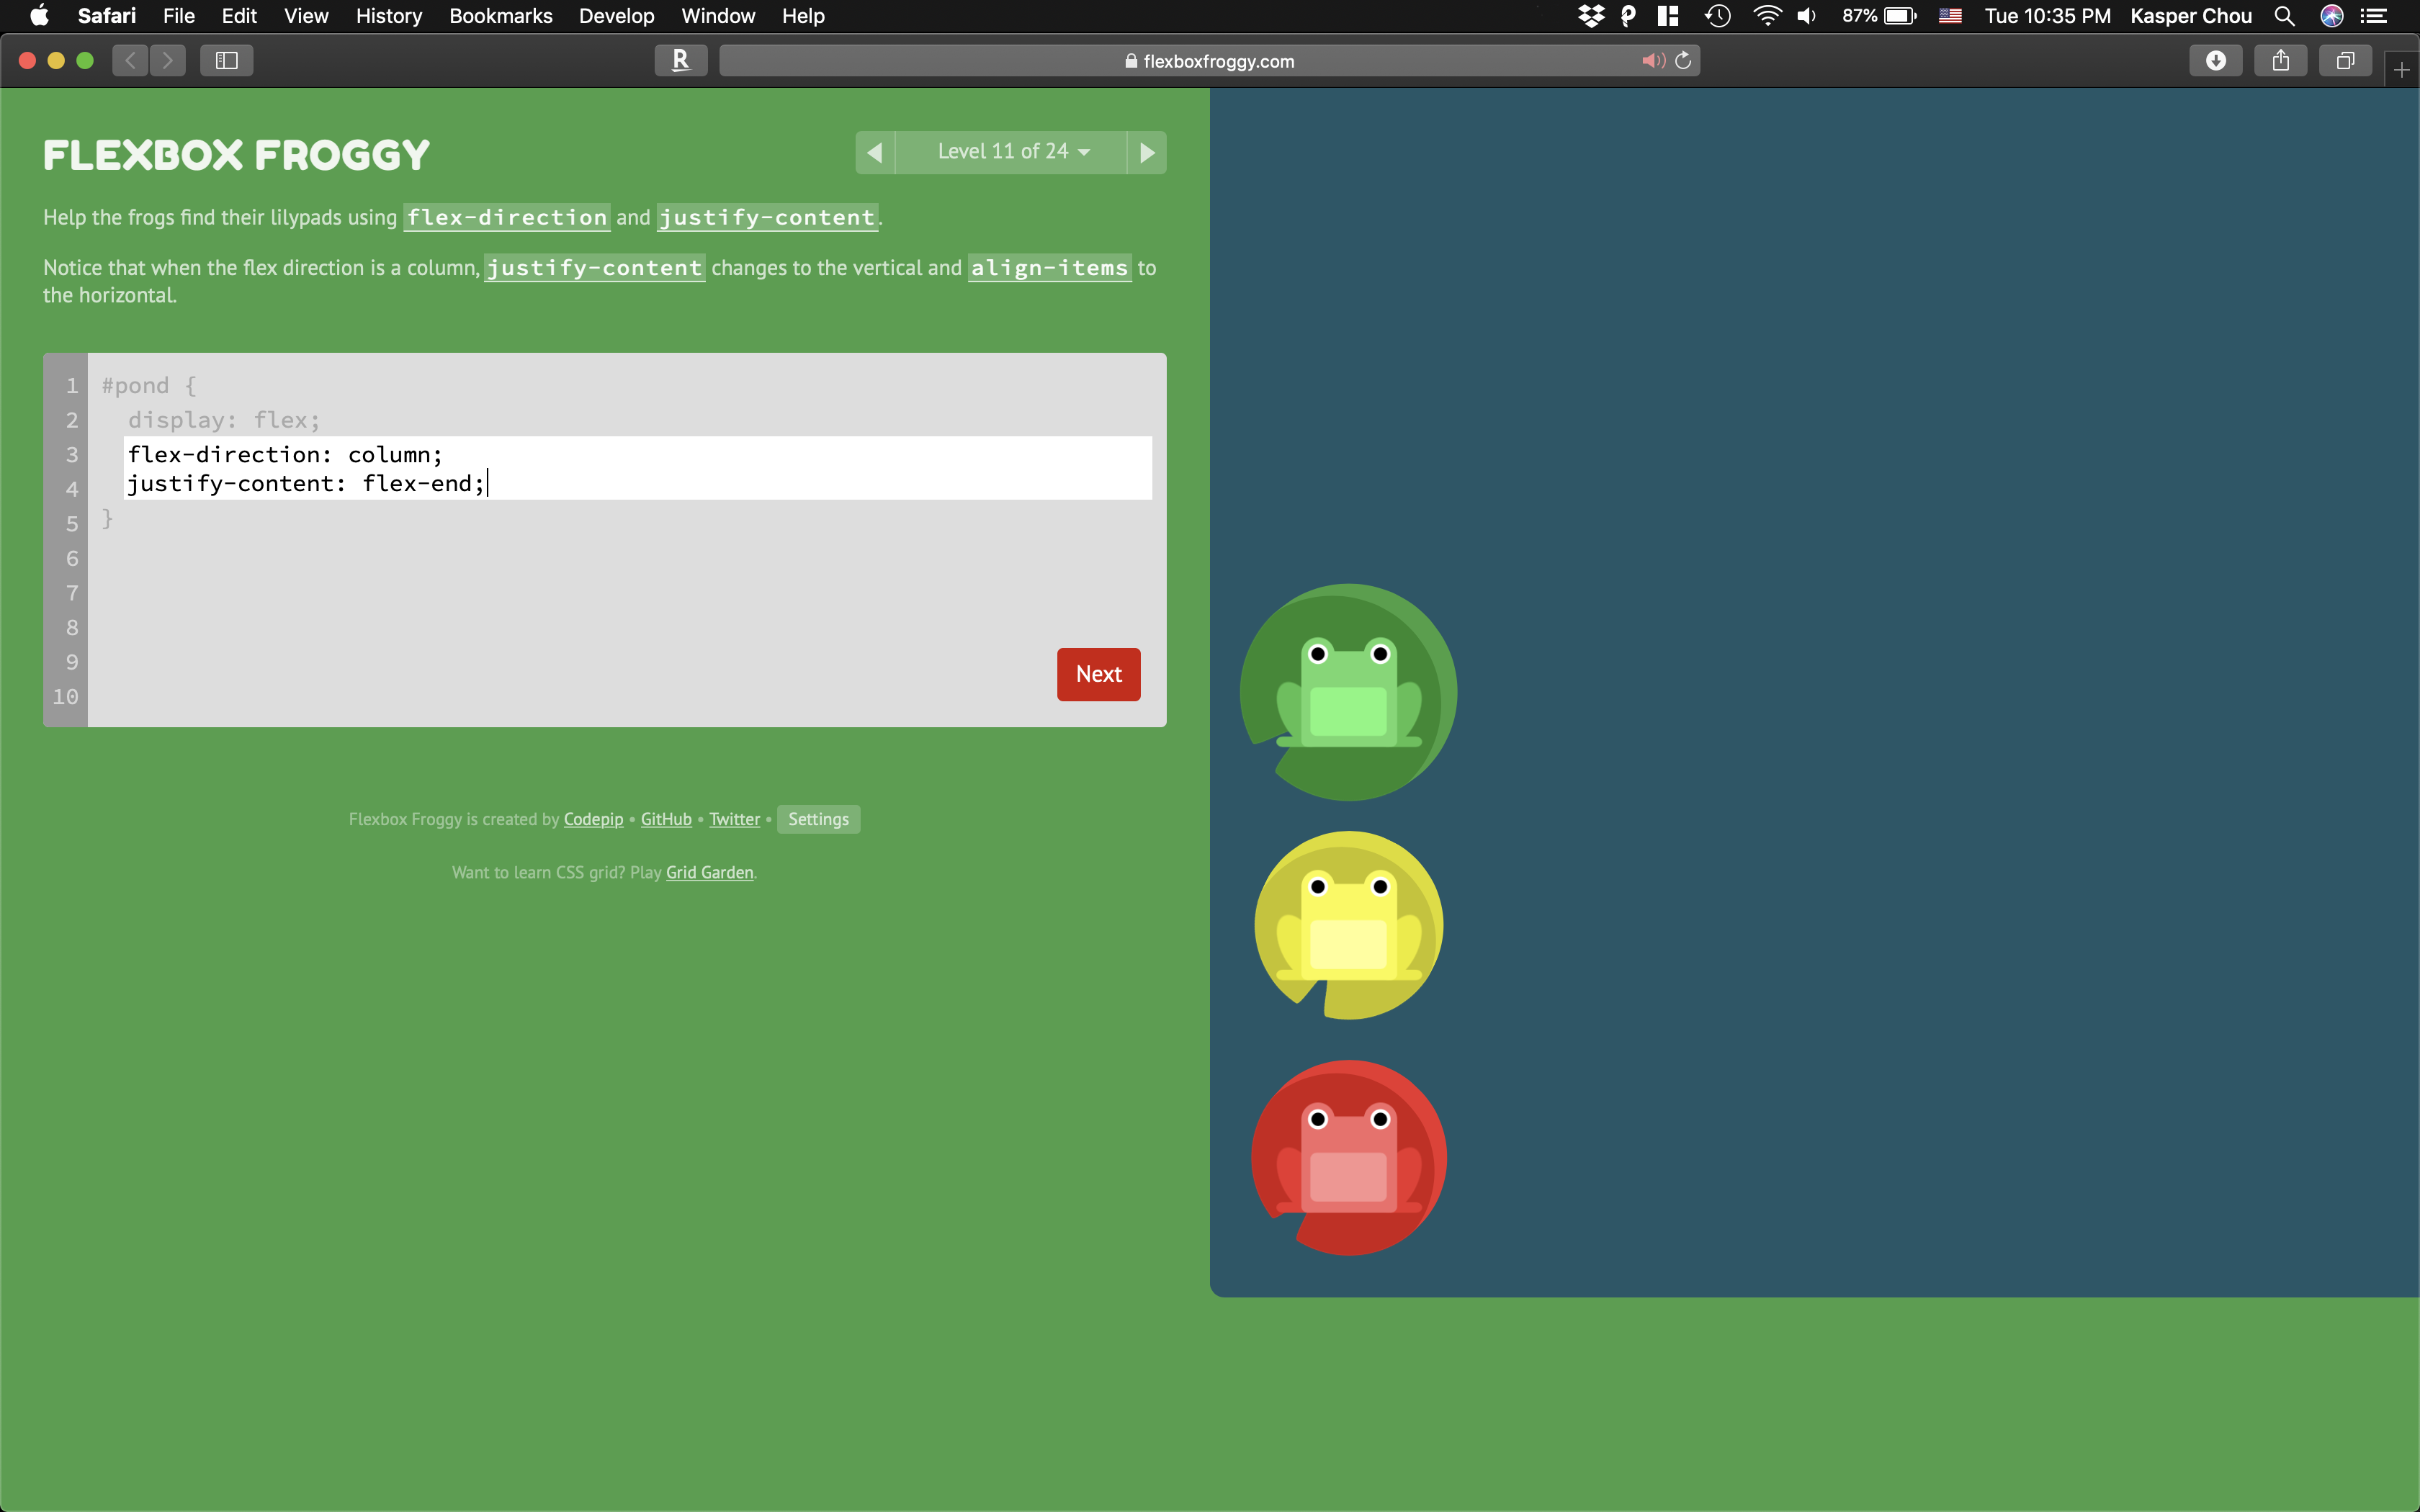 Safari File Edit View History Bookmarks Develop Window Help 87% Tue 10:35 PM Kasper Chou
R flexboxfroggy.com
FLEXBOX FROGGY
Level 11 of 24
Help the frogs find their lilypads using flex-direction and justify-content.
Notice that when the flex direction is a column, justify-content changes to the vertical and align-items to
the horizontal.
1 #pond {
2 display: flex;
3 flex-direction: column;
4 justify-content: flex-end;
5 }
6
7
8
9
10
Next
Flexbox Froggy is created by Codepip • GitHub • Twitter • Settings
Want to learn CSS grid? Play Grid Garden.